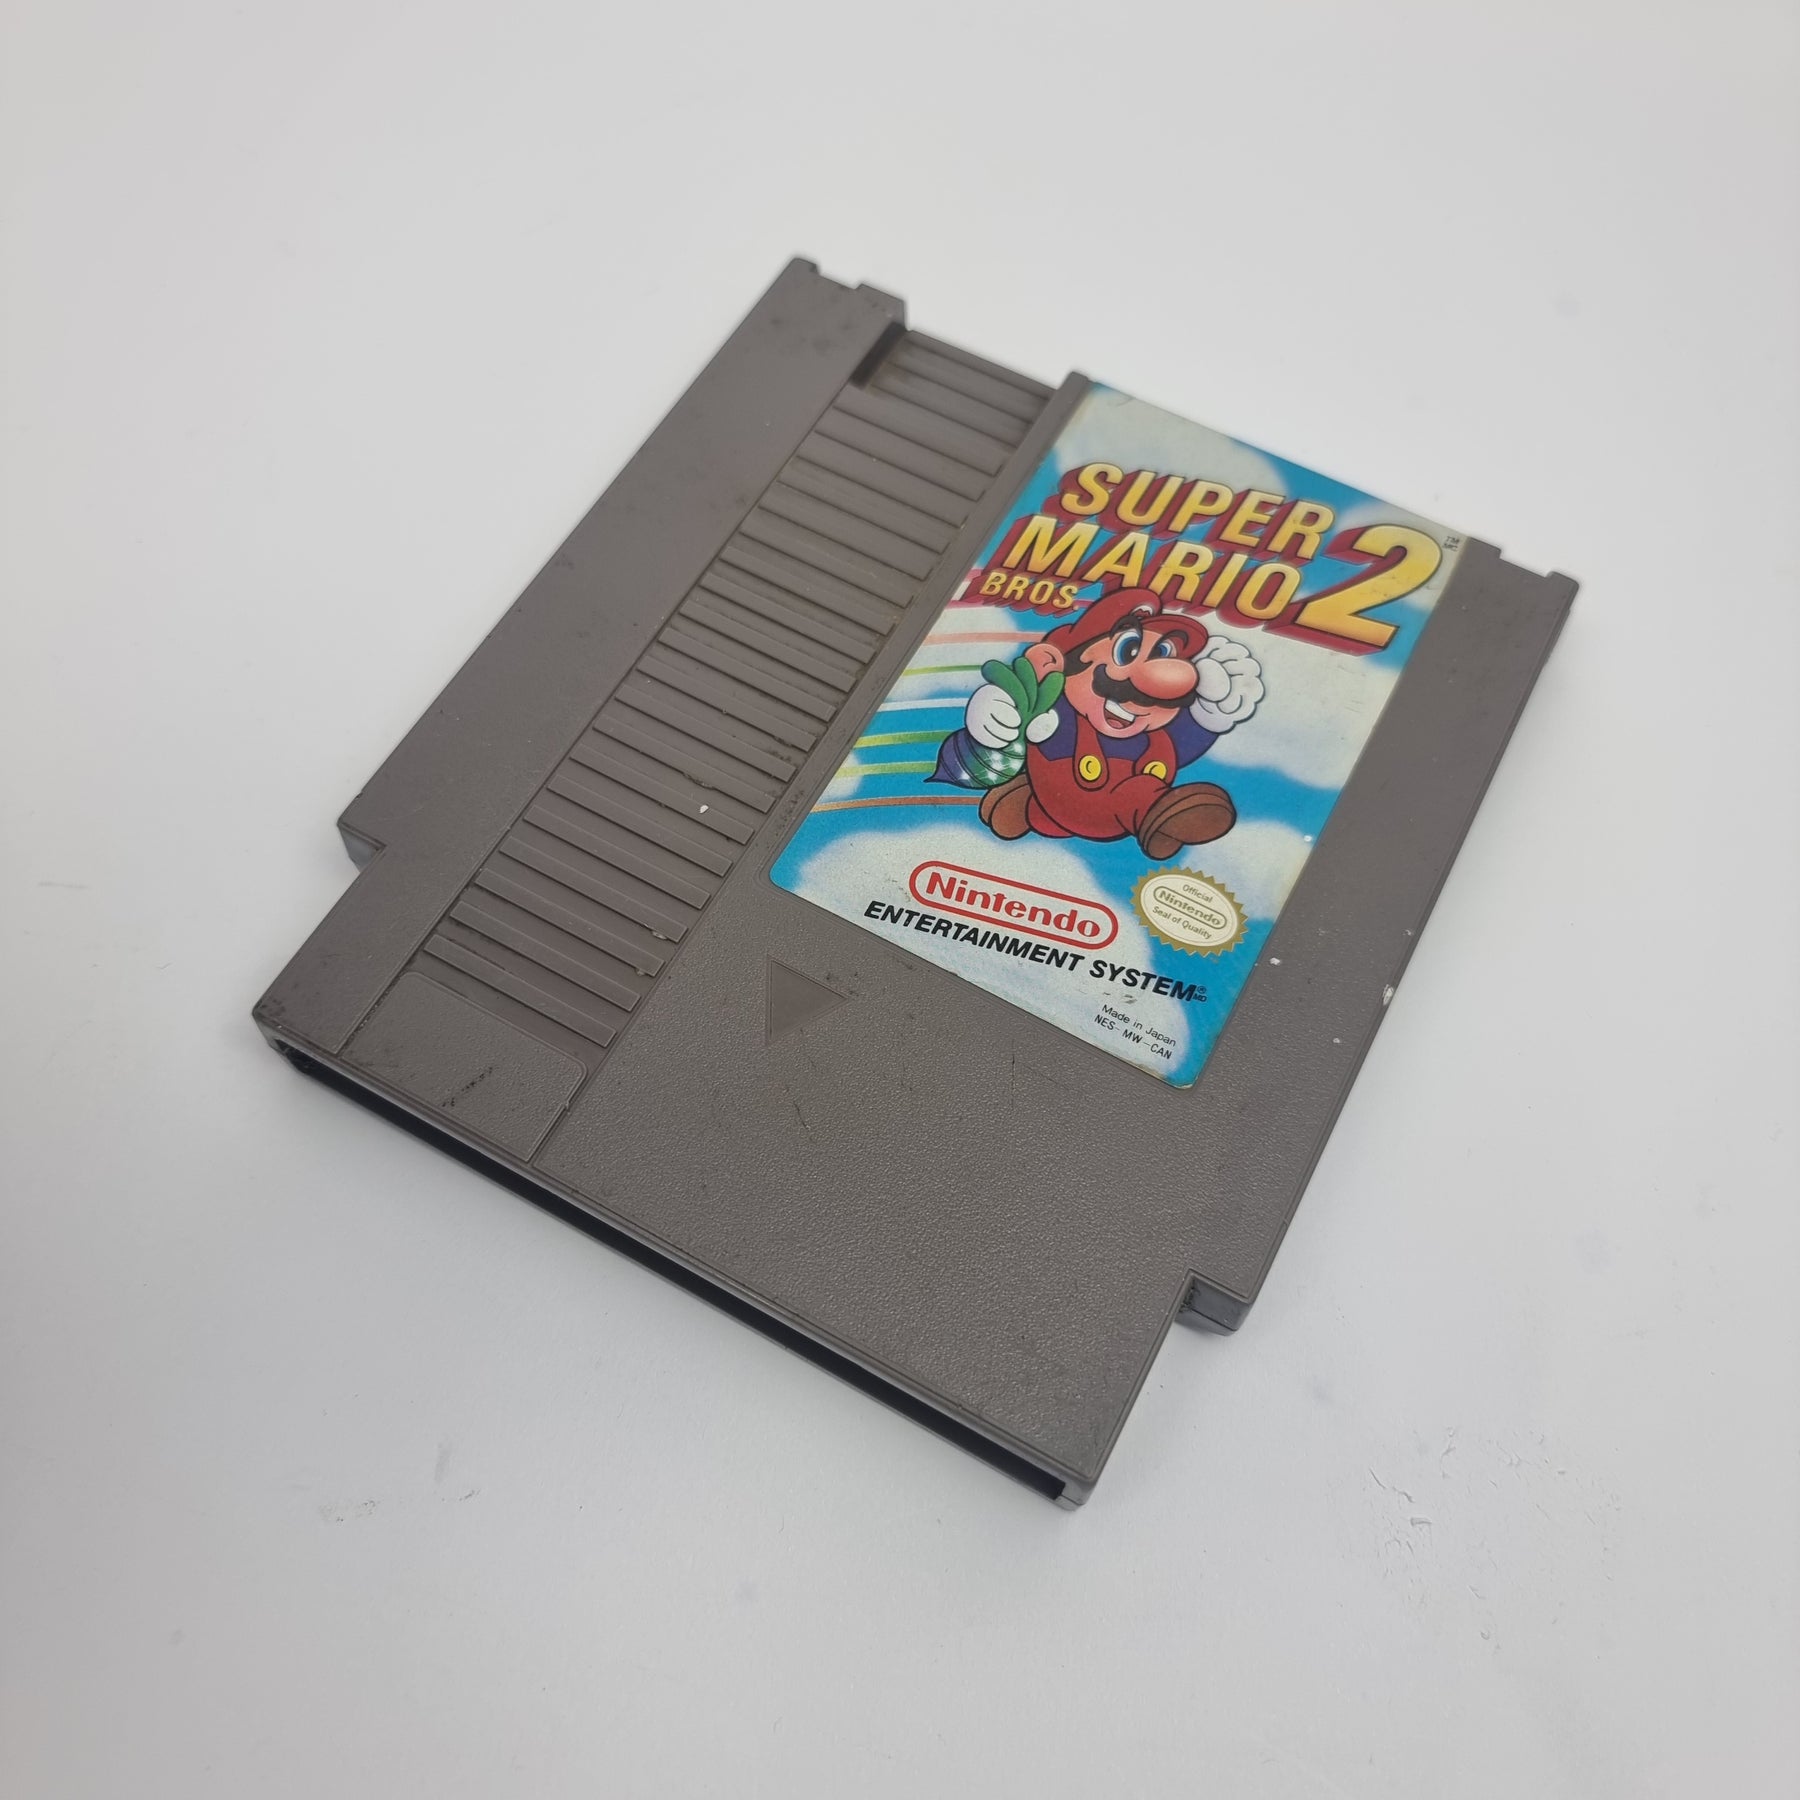 SUPER
MARIO 2
BROS.
TM
Nintendo
ENTERTAINMENT SYSTEM®
MD
Official
Nintendo
Seal of Quality
Made in Japan
NES-MW-CAN